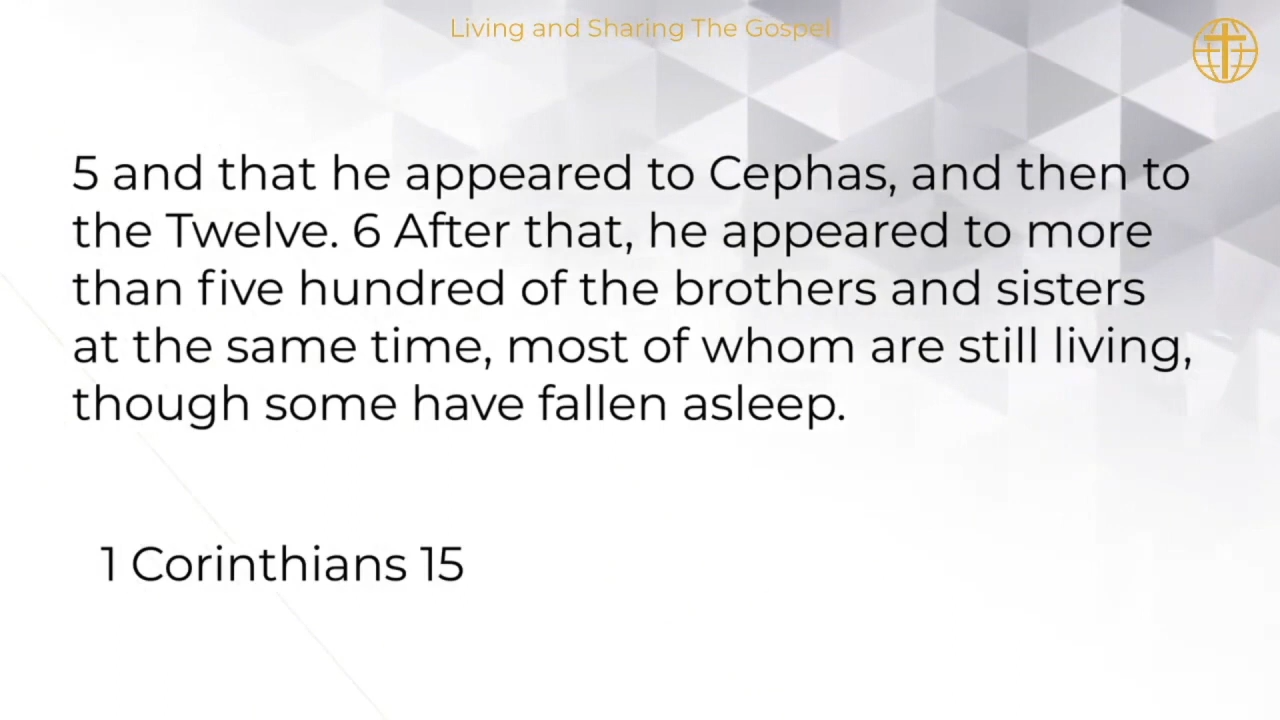 Living and Sharing The Gospel
5 and that he appeared to Cephas, and then to
the Twelve. 6 After that, he appeared to more
than five hundred of the brothers and sisters
at the same time, most of whom are still living,
though some have fallen asleep.
1 Corinthians 15